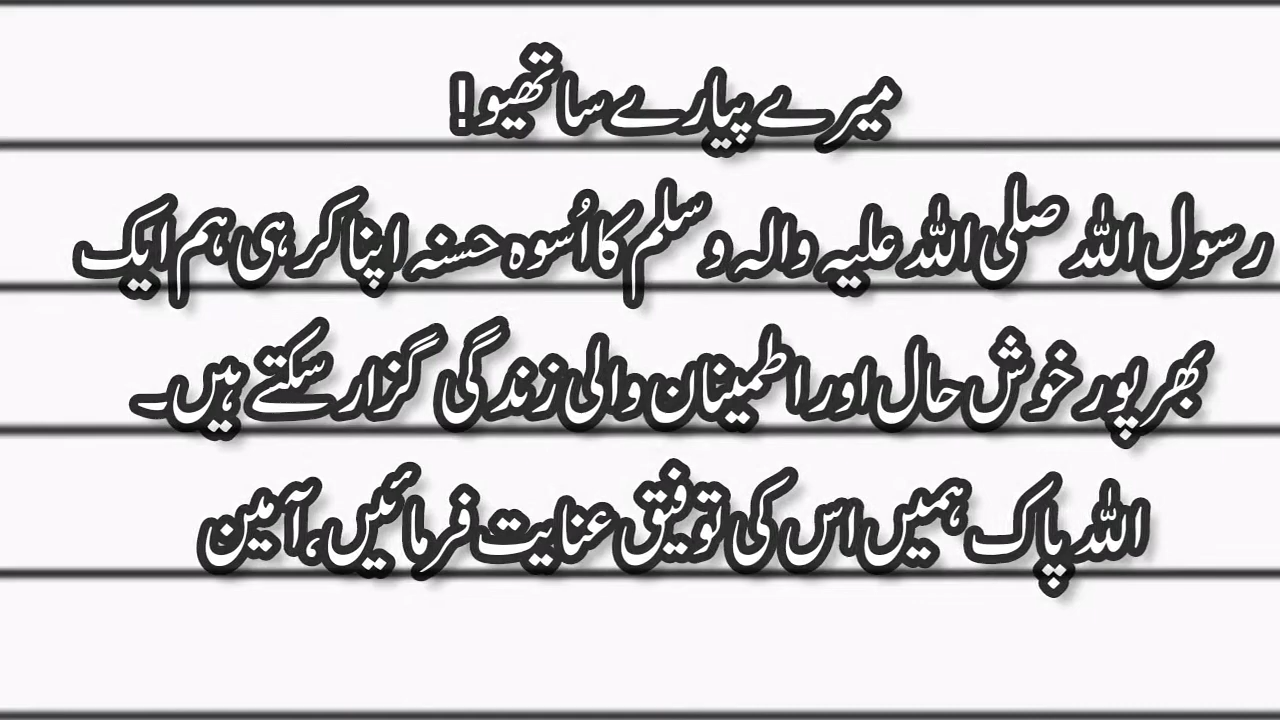 میرے پیارے ساتھیو!
رسول اللہ صلی اللہ علیہ والہ وسلم کا اُسوہ حسنہ اپنا کر ہی ہم ایک
بھرپور خوش حال اور اطمینان والی زندگی گزار سکتے ہیں۔
اللہ پاک ہمیں اس کی توفیق عنایت فرمائیں، آمین